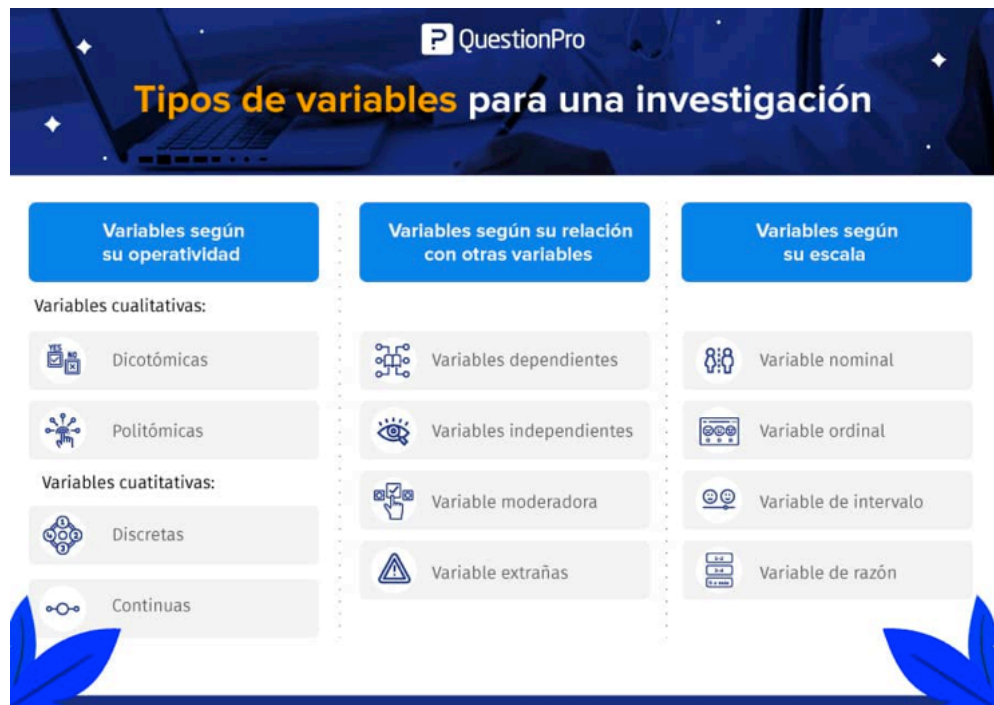 QuestionPro
Tipos de variables para una investigación
Variables según
su operatividad
Variables cualitativas:
YES
NO
Dicotómicas
Politómicas
Variables cuatitativas:
Discretas
Continuas
Variables según su relación
con otras variables
Variables dependientes
Variables independientes
Variable moderadora
Variable extrañas
Variables según
su escala
Variable nominal
Variable ordinal
Variable de intervalo
Variable de razón